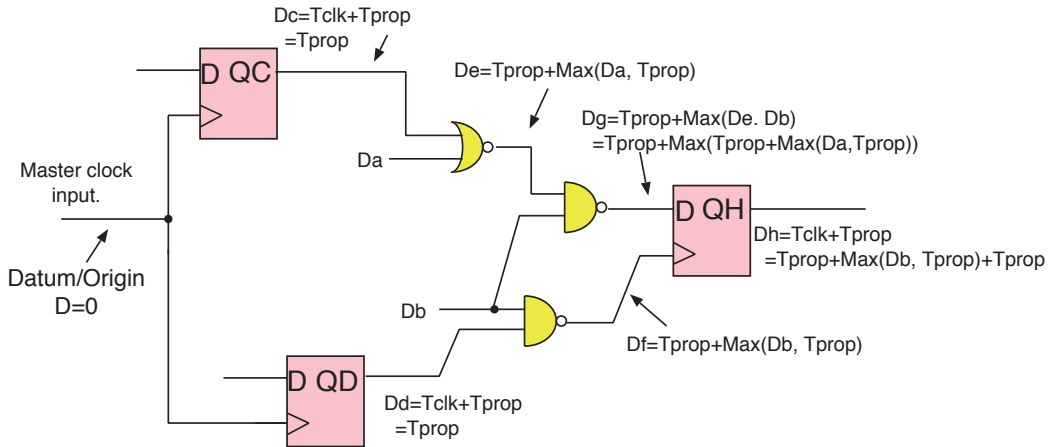 Dc=Tclk+Tprop
=Tprop
D QC
De=Tprop+Max(Da, Tprop)
Dg=Tprop+Max(De. Db)
=Tprop+Max(Tprop+Max(Da,Tprop))
Da
Master clock
input.
D QH
Dh=Tclk+Tprop
=Tprop+Max(Db, Tprop)+Tprop
Datum/Origin
D=0
Db
Df=Tprop+Max(Db, Tprop)
D QD
Dd=Tclk+Tprop
=Tprop